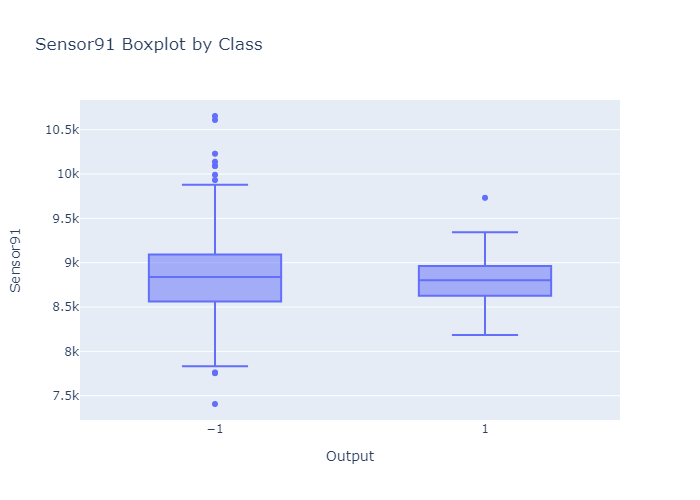 Sensor91 Boxplot by Class
10.5k
10k
9.5k
9k
8.5k
8k
7.5k
Sensor91
−1
1
Output